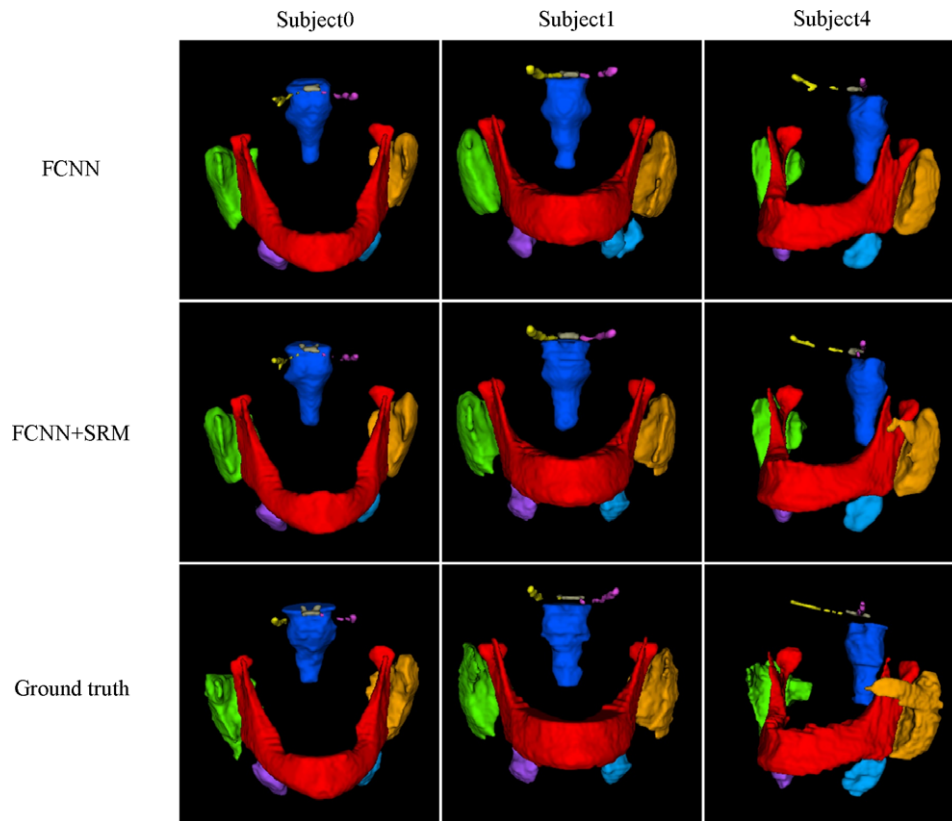 Subject0
Subject1
Subject4
FCNN
FCNN+SRM
Ground truth